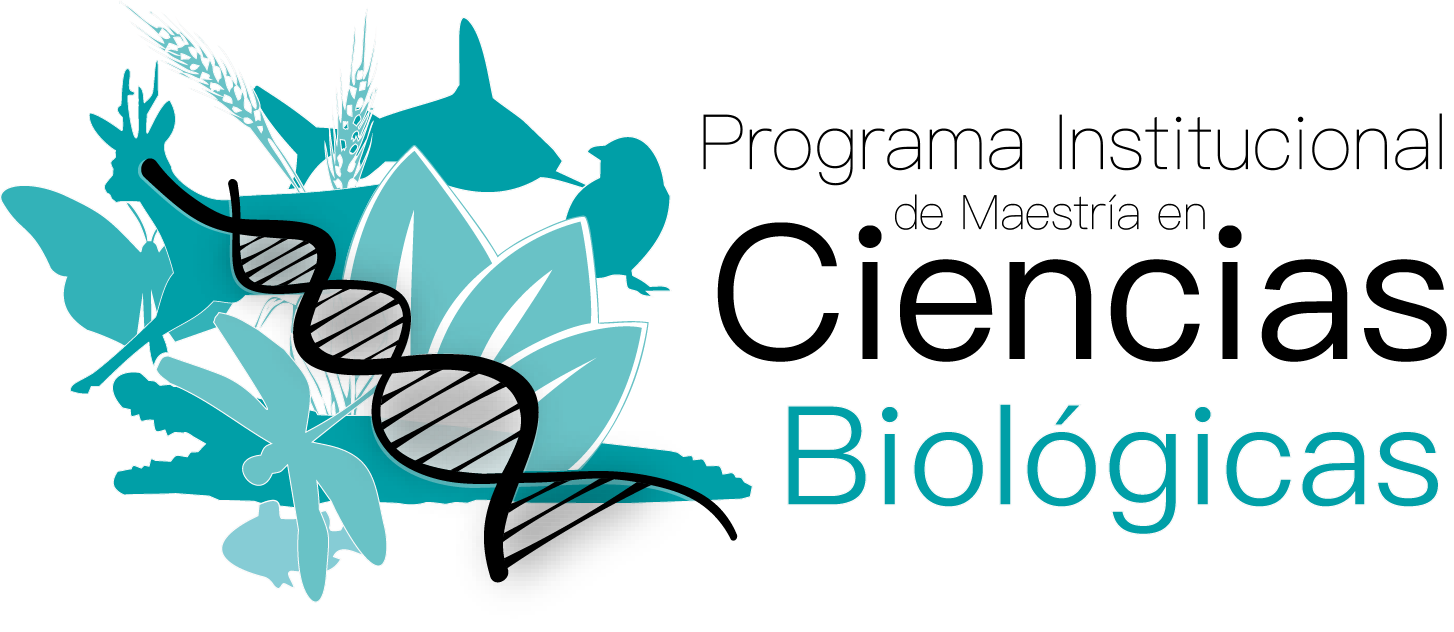 Programa Institucional
de Maestría en
Ciencias
Biológicas